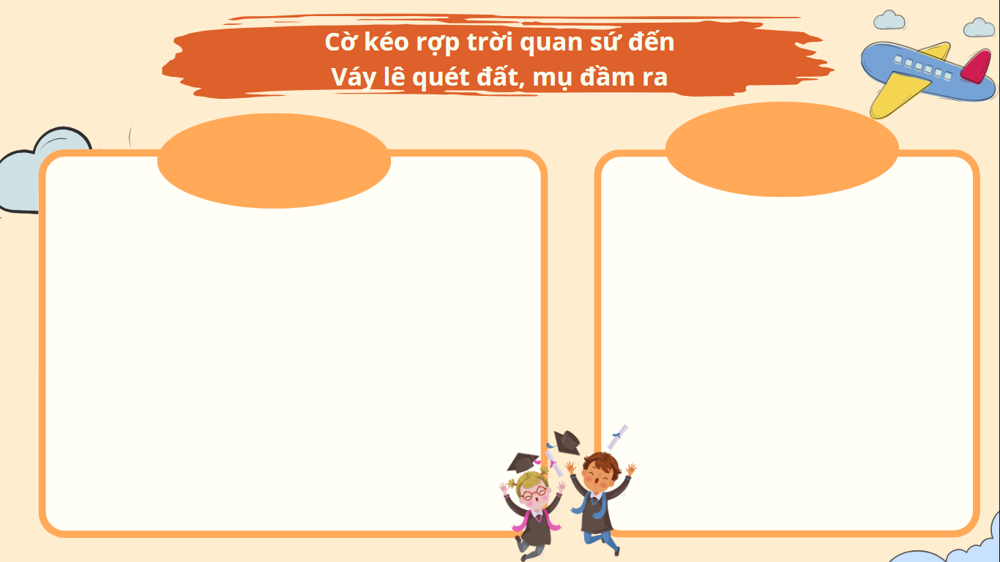 Cờ kéo rợp trời quan sứ đến
Váy lê quét đất, mụ đầm ra